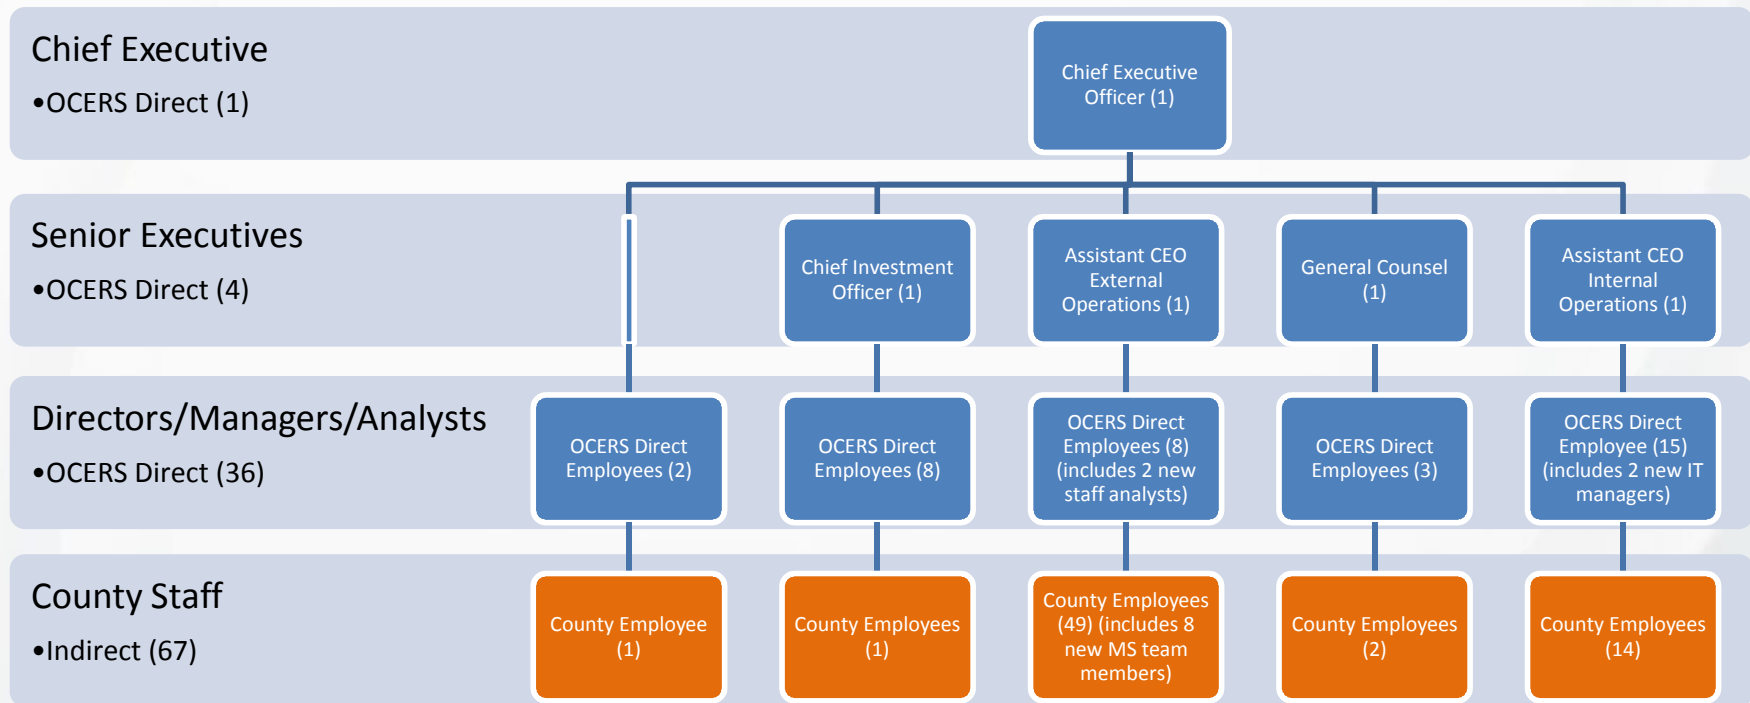 Chief Executive
•OCERS Direct (1)
Chief Executive
Officer (1)
Senior Executives
•OCERS Direct (4)
Chief Investment
Officer (1)
Assistant CEO
External
Operations (1)
General Counsel
(1)
Assistant CEO
Internal
Operations (1)
Directors/Managers/Analysts
•OCERS Direct (36)
OCERS Direct
Employees (2)
OCERS Direct
Employees (8)
OCERS Direct
Employees (8)
(includes 2 new
staff analysts)
OCERS Direct
Employees (3)
OCERS Direct
Employee (15)
(includes 2 new IT
managers)
County Staff
•Indirect (67)
County Employee
(1)
County Employees
(1)
County Employees
(49) (includes 8
new MS team
members)
County Employees
(2)
County Employees
(14)